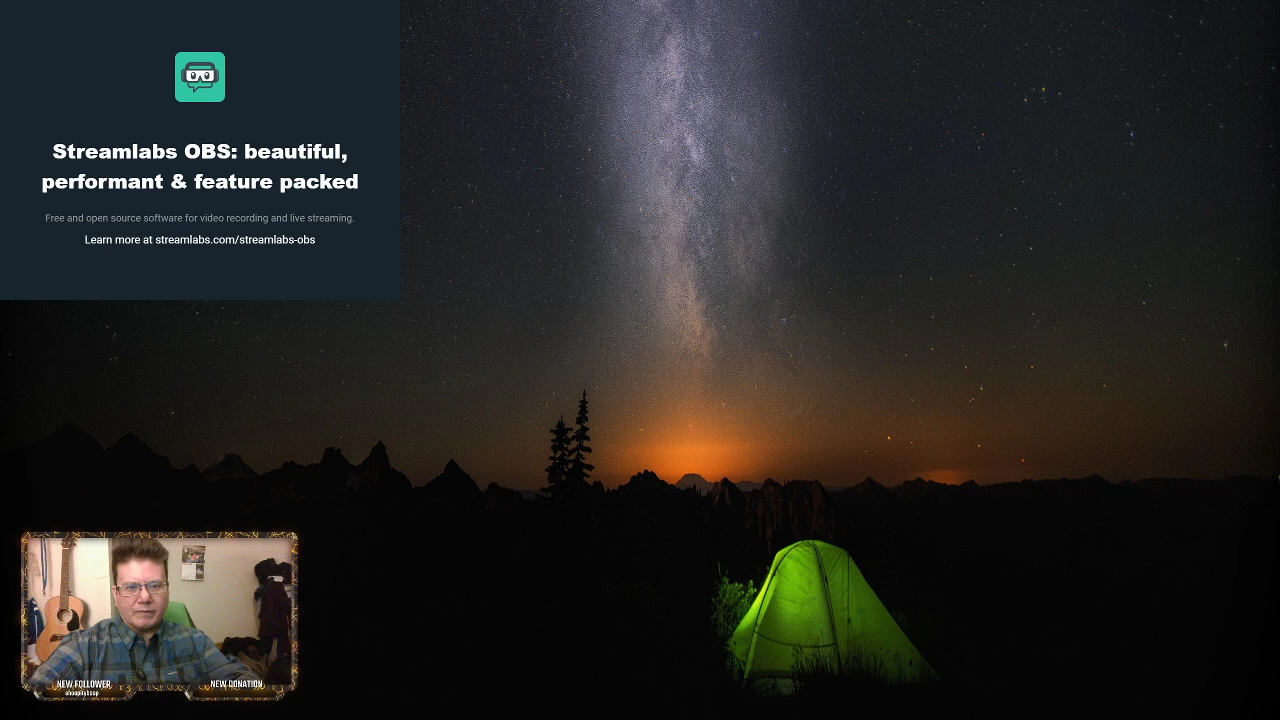 Streamlabs OBS: beautiful,
performant & feature packed
Free and open source software for video recording and live streaming.
Learn more at streamlabs.com/streamlabs-obs
NEW FOLLOWER
shoopityboop
NEW DONATION